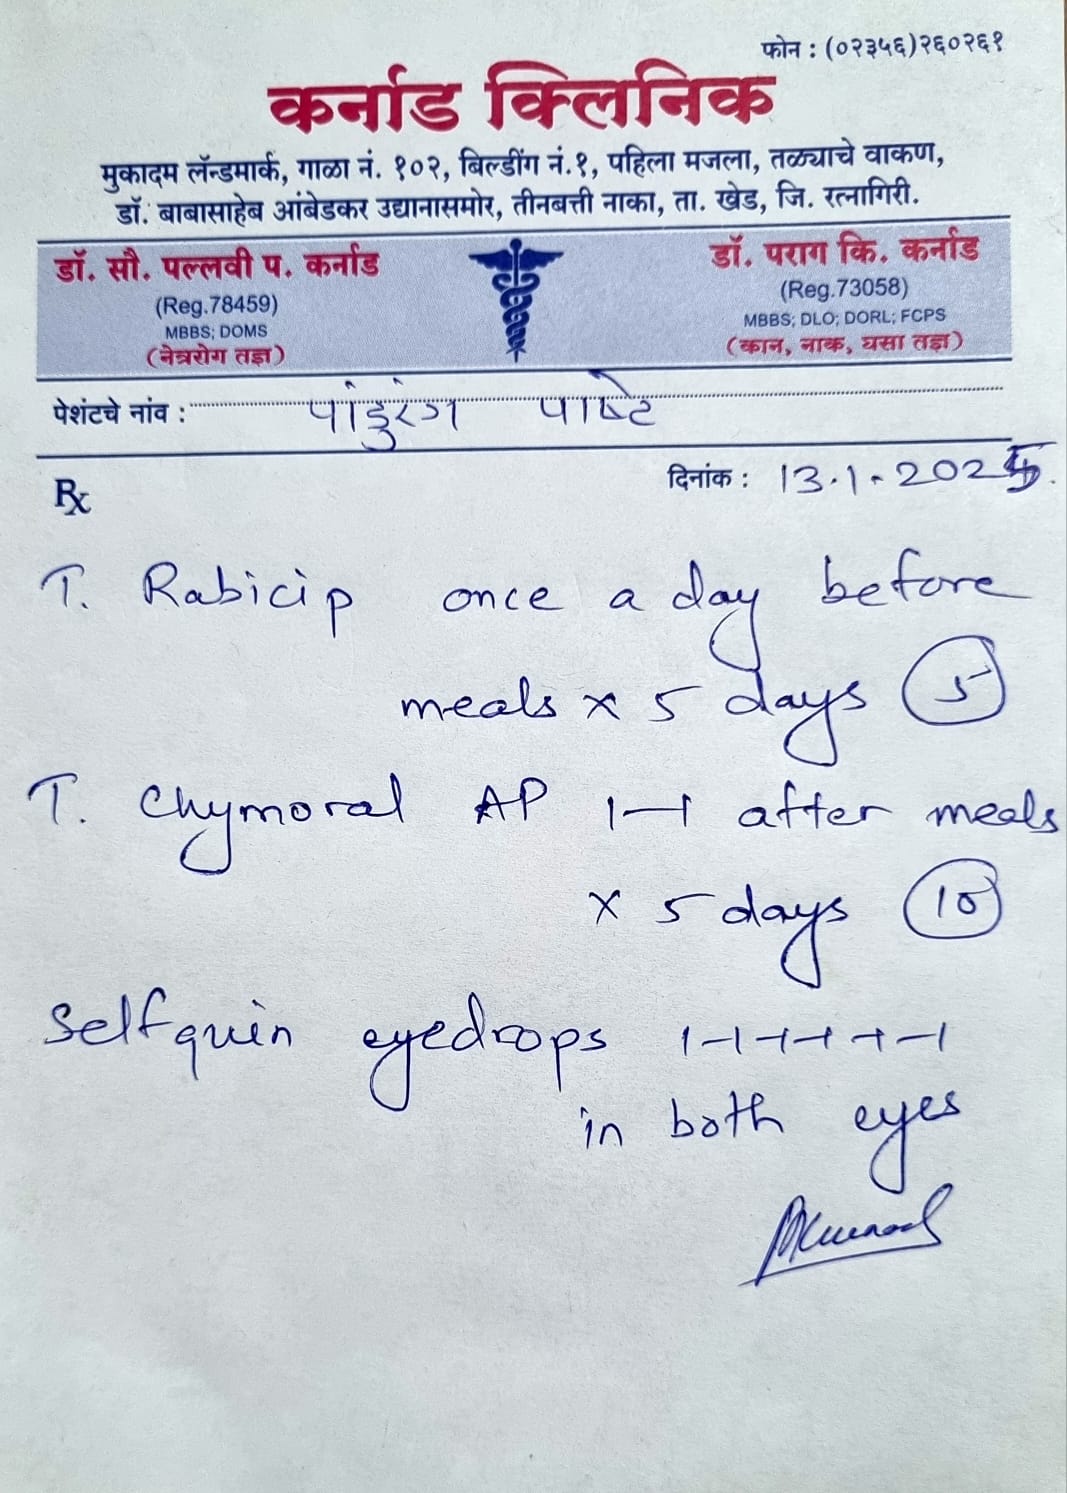 फोन : (०२३५६)२६०२६१
कर्नाड क्लिनिक
मुकादम लॅन्डमार्क, गाळा नं. १०२, बिल्डींग नं.१, पहिला मजला, तळ्याचे वाकण,
डॉ. बाबासाहेब आंबेडकर उद्यानासमोर, तीनबत्ती नाका, ता. खेड, जि. रत्नागिरी.
डॉ. सौ. पल्लवी प. कर्नाड
(Reg.78459)
MBBS; DOMS
(नेत्ररोग तज्ञ)
डॉ. पराग कि. कर्नाड
(Reg.73058)
MBBS; DLO; DORL; FCPS
(कान, नाक, घसा तज्ञ)
पेशंटचे नांव : पांडुरंग पाष्टे
दिनांक : 13.1.2025.
Rx
T. Rabicip once a day before
meals x 5 days 5
T. Chymoral AP 1-1 after meals
x 5 days 10
Selfquin eyedrops 1-1-1-1-1-1
in both eyes